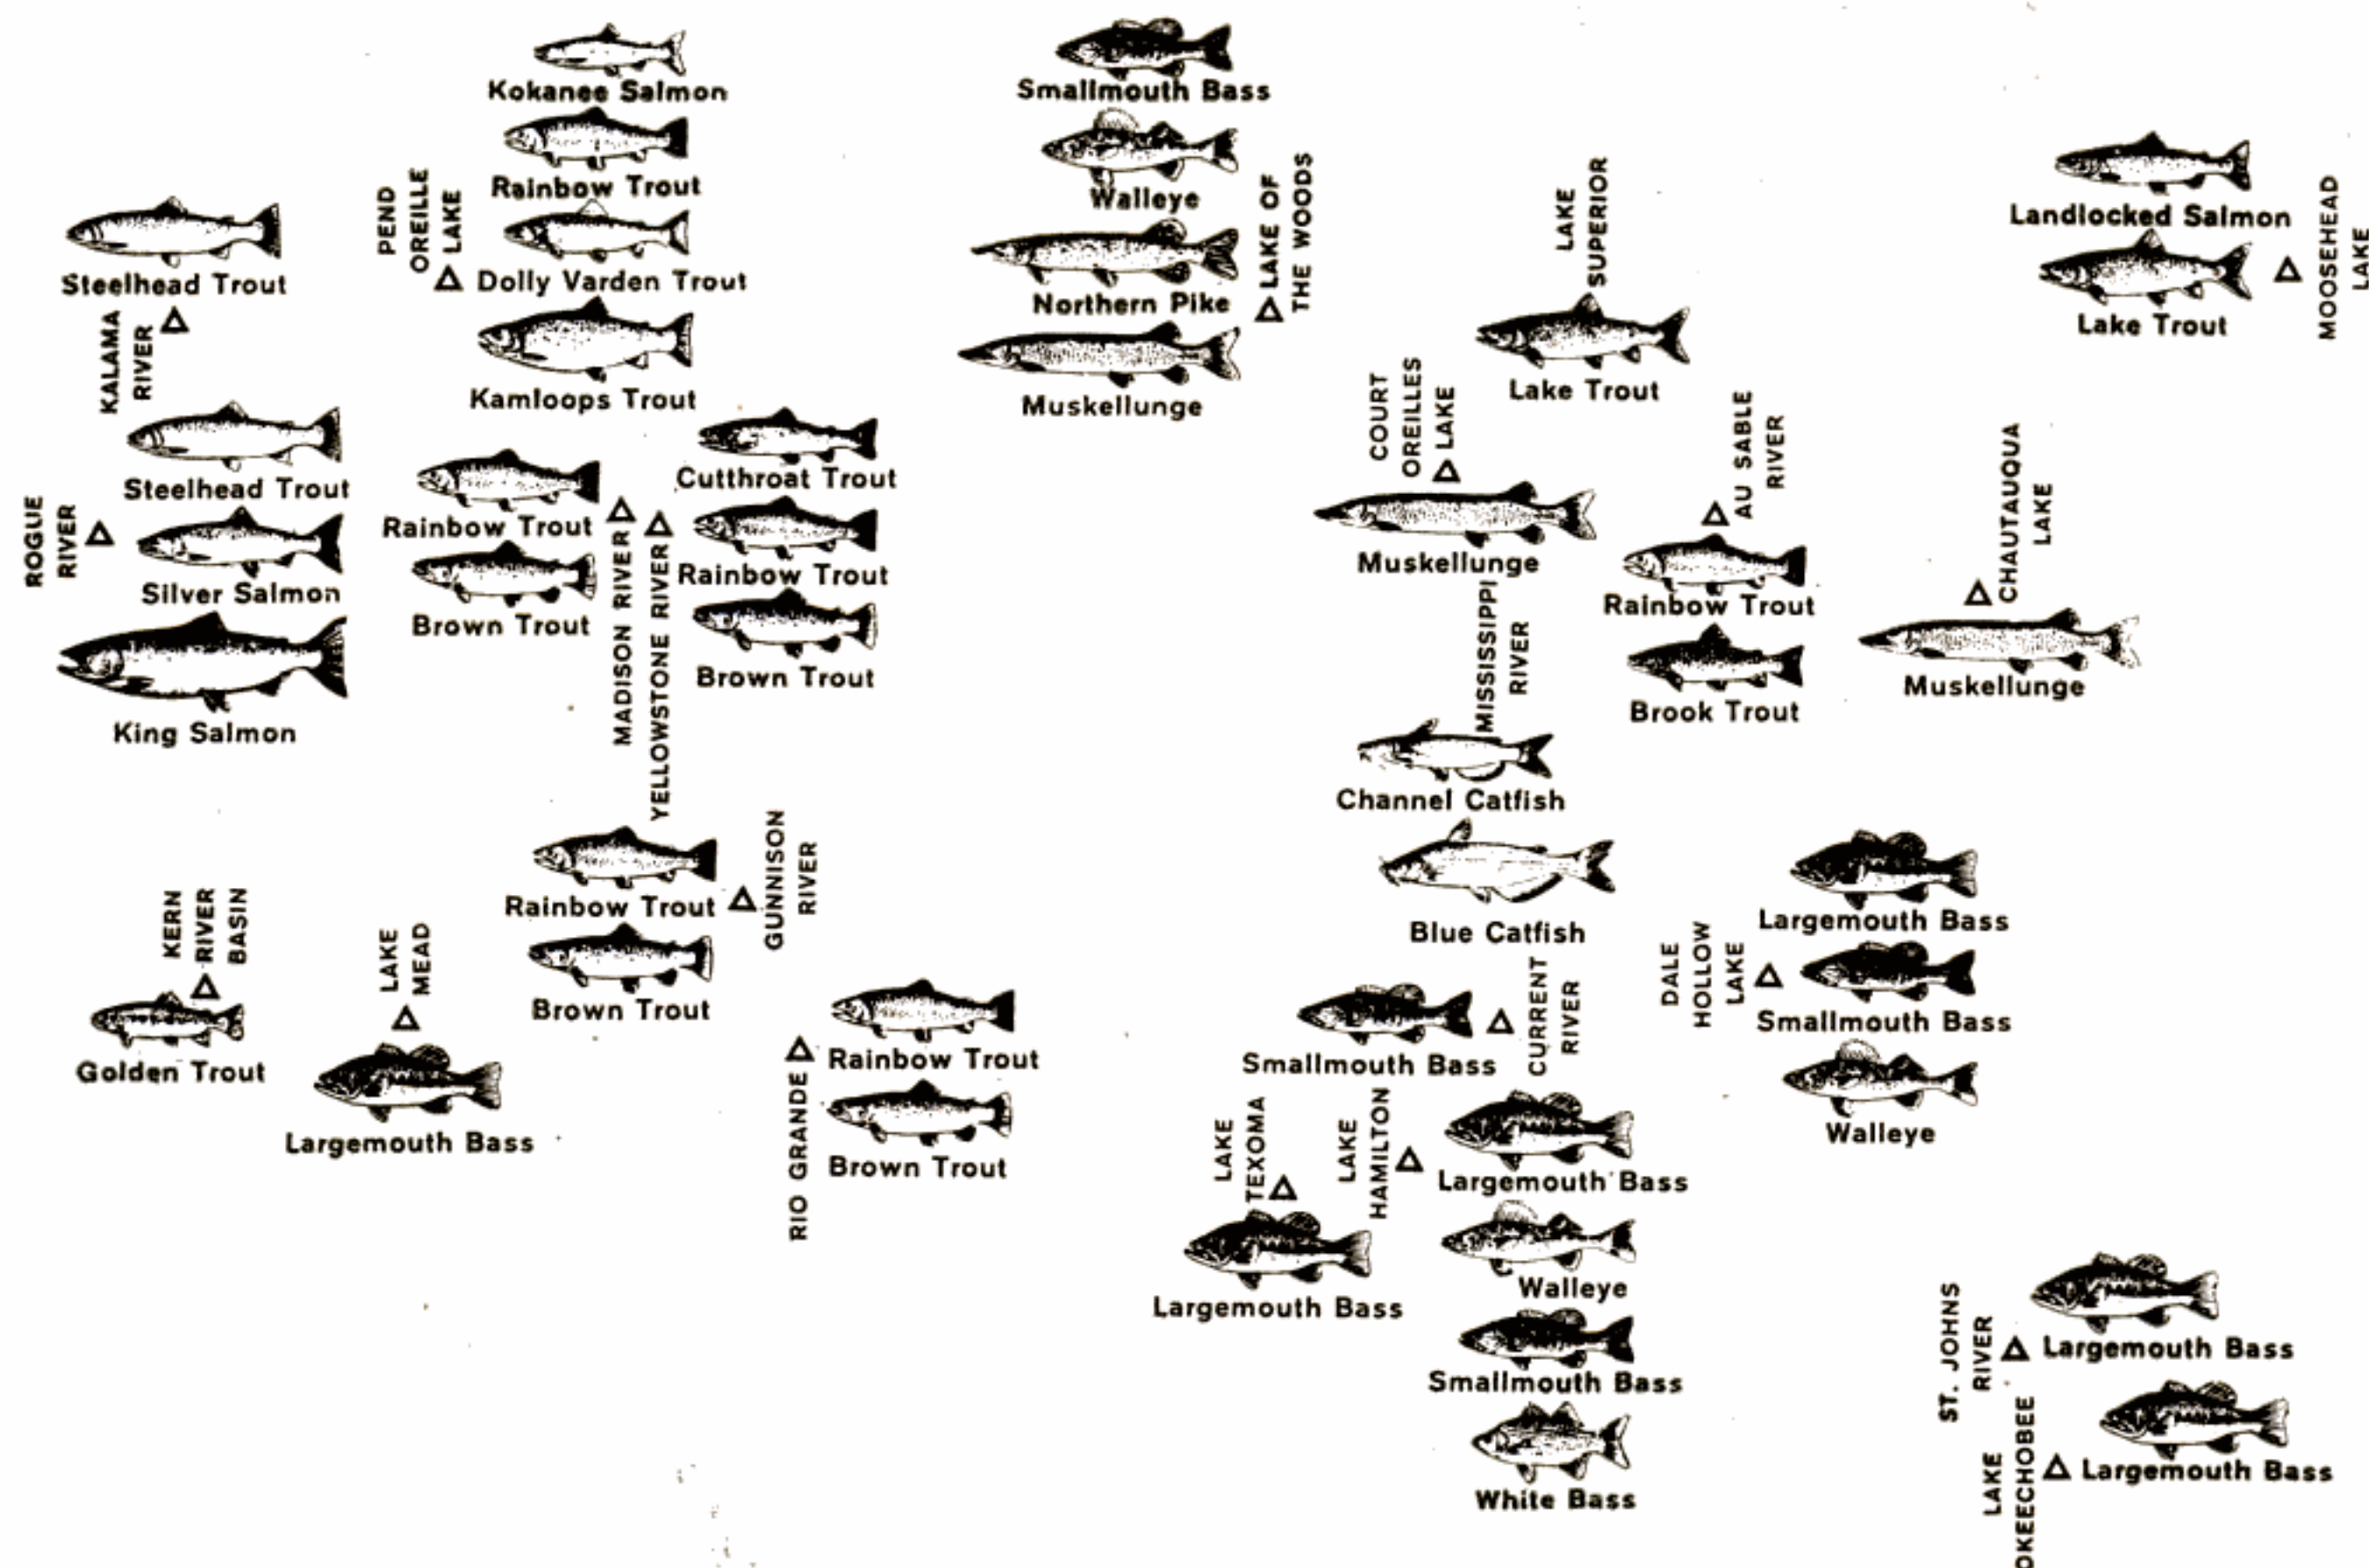 Kokanee Salmon
Rainbow Trout
PEND
OREILLE
LAKE
Dolly Varden Trout
Kamloops Trout
Steelhead Trout
KALAMA
RIVER
Steelhead Trout
ROGUE
RIVER
Silver Salmon
King Salmon
Rainbow Trout
Brown Trout
MADISON RIVER
YELLOWSTONE RIVER
Cutthroat Trout
Rainbow Trout
Brown Trout
Smallmouth Bass
Walleye
Northern Pike
LAKE OF
THE WOODS
Muskellunge
LAKE
SUPERIOR
Lake Trout
Landlocked Salmon
Lake Trout
MOOSEHEAD
LAKE
COURT
OREILLES
LAKE
Muskellunge
AU SABLE
RIVER
Rainbow Trout
Brook Trout
CHAUTAUQUA
LAKE
Muskellunge
MISSISSIPPI
RIVER
Channel Catfish
Blue Catfish
Rainbow Trout
GUNNISON
RIVER
Brown Trout
KERN
RIVER
BASIN
Golden Trout
LAKE
MEAD
Largemouth Bass
RIO GRANDE
Rainbow Trout
Brown Trout
Smallmouth Bass
CURRENT
RIVER
DALE
HOLLOW
LAKE
Largemouth Bass
Smallmouth Bass
Walleye
LAKE
TEXOMA
Largemouth Bass
LAKE
HAMILTON
Largemouth Bass
Walleye
Smallmouth Bass
White Bass
ST. JOHNS
RIVER
Largemouth Bass
LAKE
OKEECHOBEE
Largemouth Bass